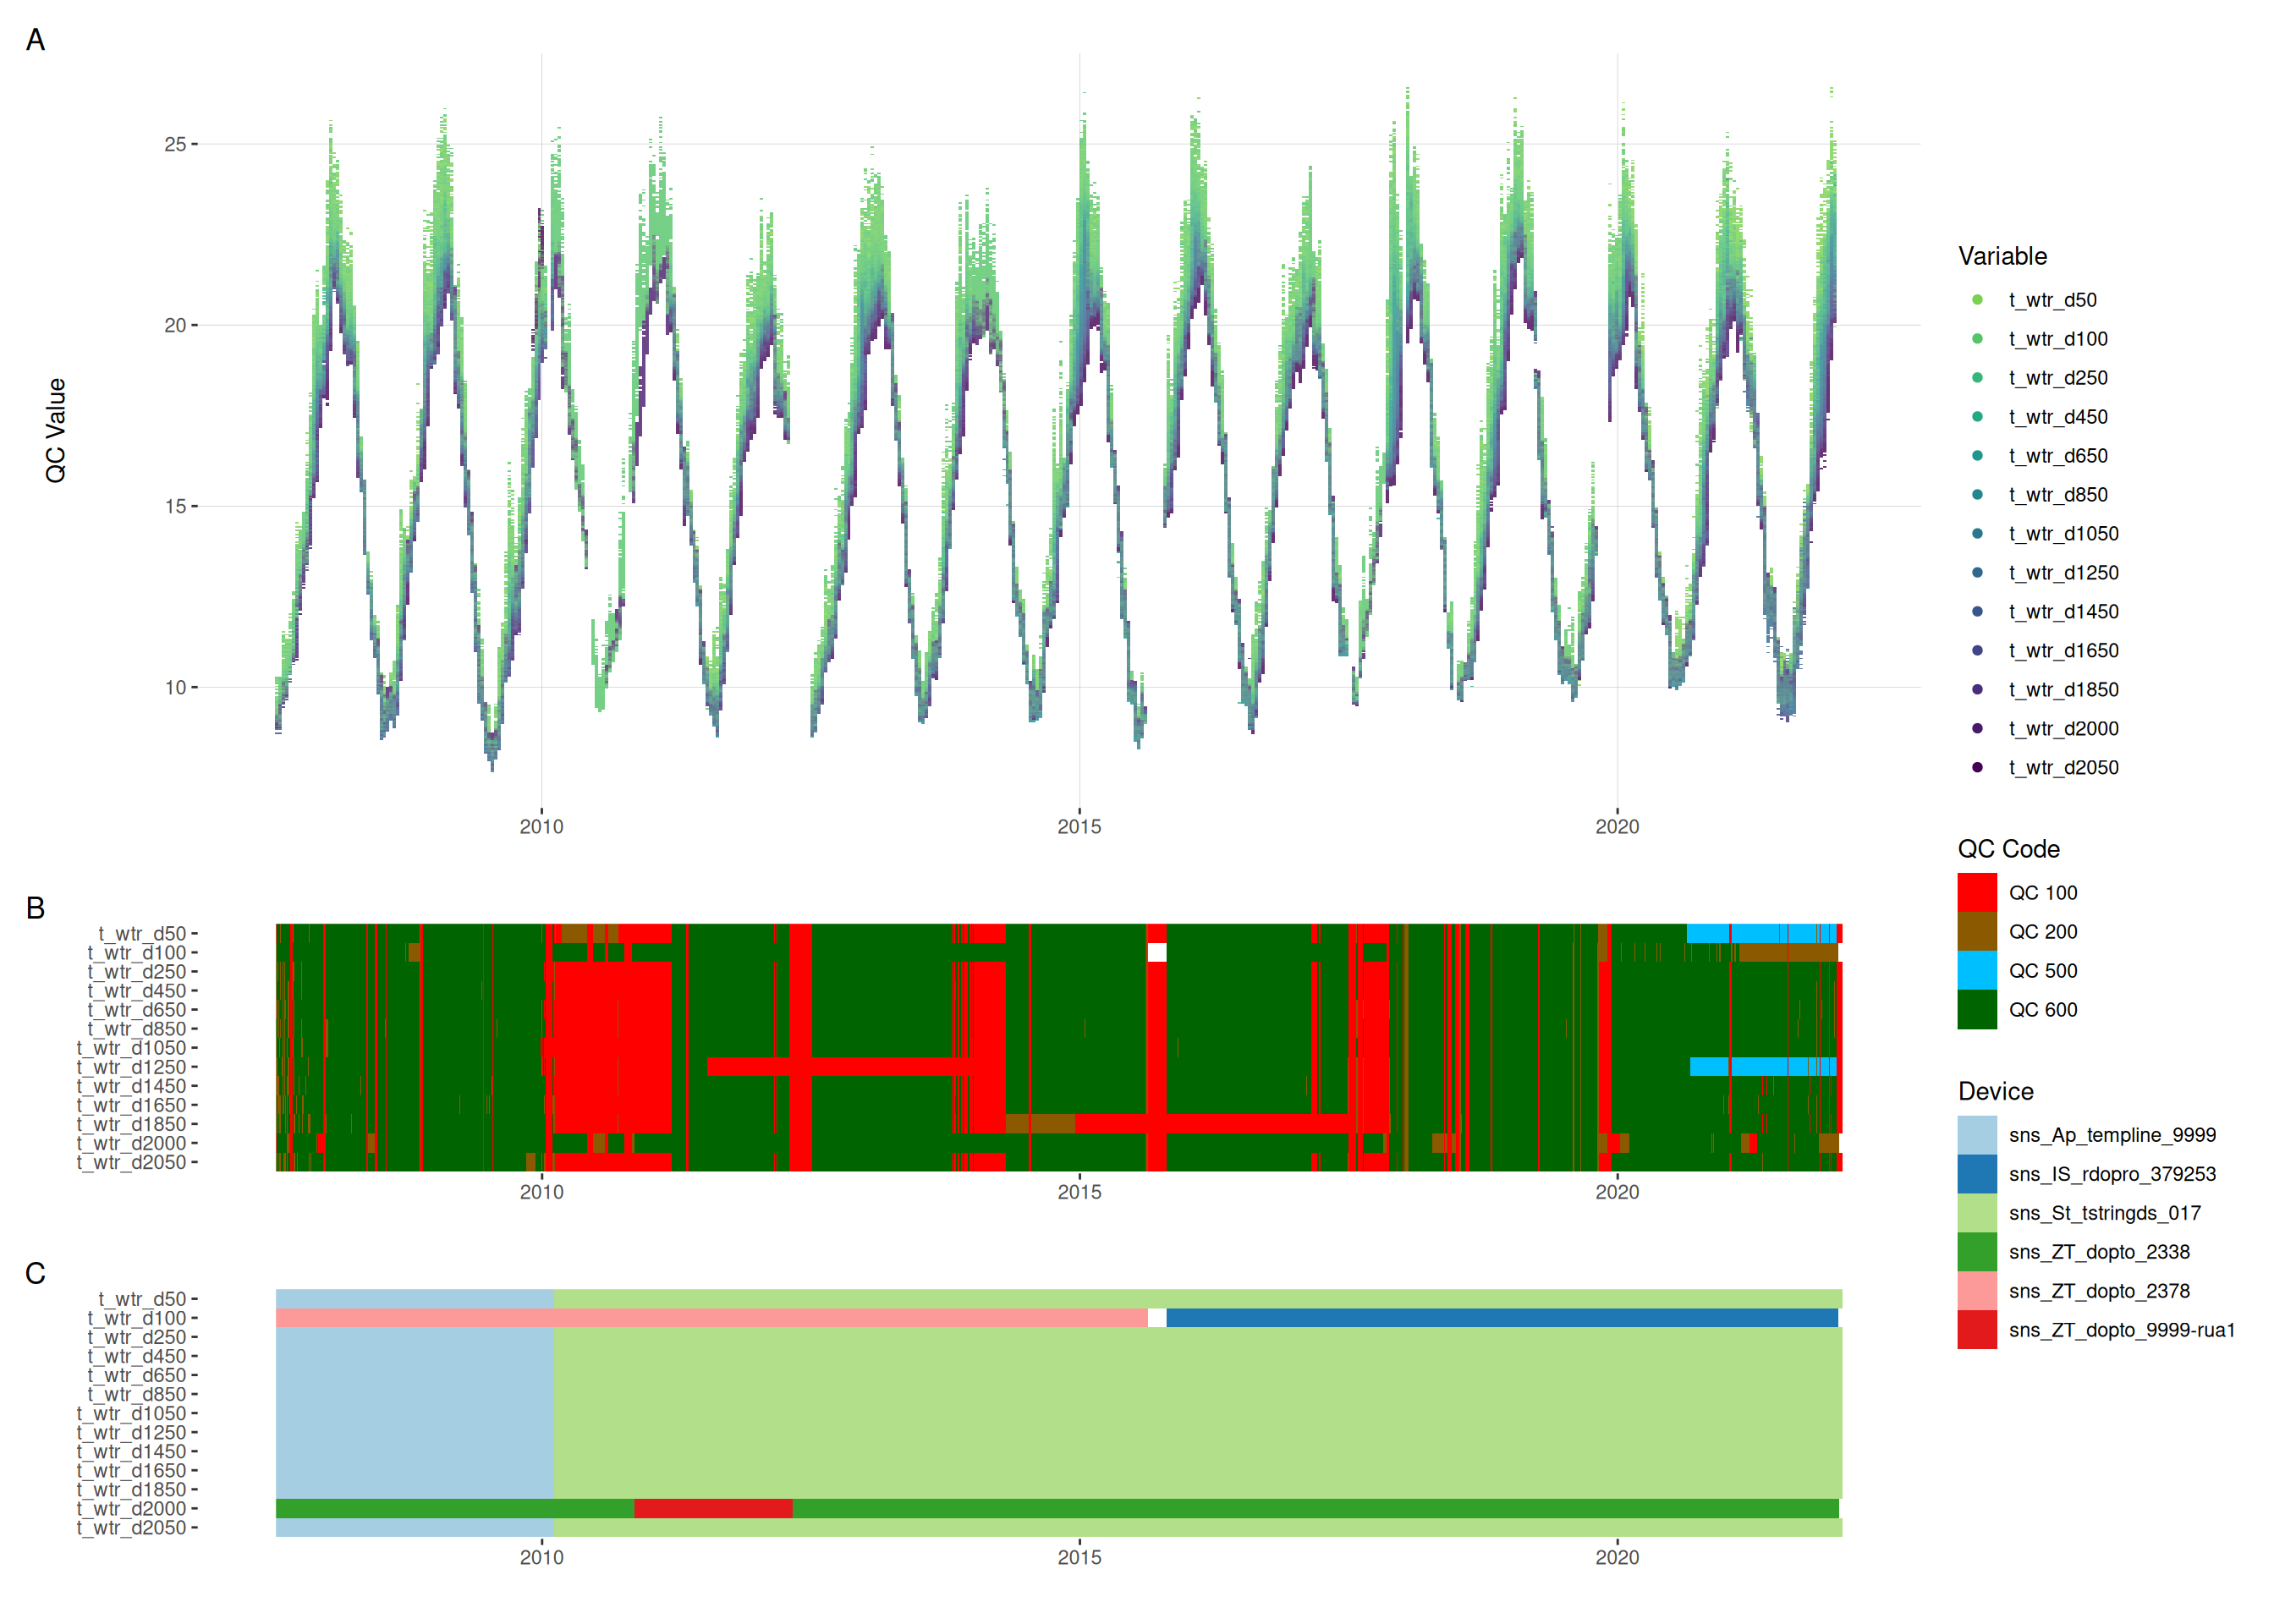 A
QC Value
25
20
15
10
2010
2015
2020
Variable
t_wtr_d50
t_wtr_d100
t_wtr_d250
t_wtr_d450
t_wtr_d650
t_wtr_d850
t_wtr_d1050
t_wtr_d1250
t_wtr_d1450
t_wtr_d1650
t_wtr_d1850
t_wtr_d2000
t_wtr_d2050
QC Code
QC 100
QC 200
QC 500
QC 600
Device
sns_Ap_templine_9999
sns_IS_rdopro_379253
sns_St_tstringds_017
sns_ZT_dopto_2338
sns_ZT_dopto_2378
sns_ZT_dopto_9999-rua1
B
t_wtr_d50
t_wtr_d100
t_wtr_d250
t_wtr_d450
t_wtr_d650
t_wtr_d850
t_wtr_d1050
t_wtr_d1250
t_wtr_d1450
t_wtr_d1650
t_wtr_d1850
t_wtr_d2000
t_wtr_d2050
2010
2015
2020
C
t_wtr_d50
t_wtr_d100
t_wtr_d250
t_wtr_d450
t_wtr_d650
t_wtr_d850
t_wtr_d1050
t_wtr_d1250
t_wtr_d1450
t_wtr_d1650
t_wtr_d1850
t_wtr_d2000
t_wtr_d2050
2010
2015
2020